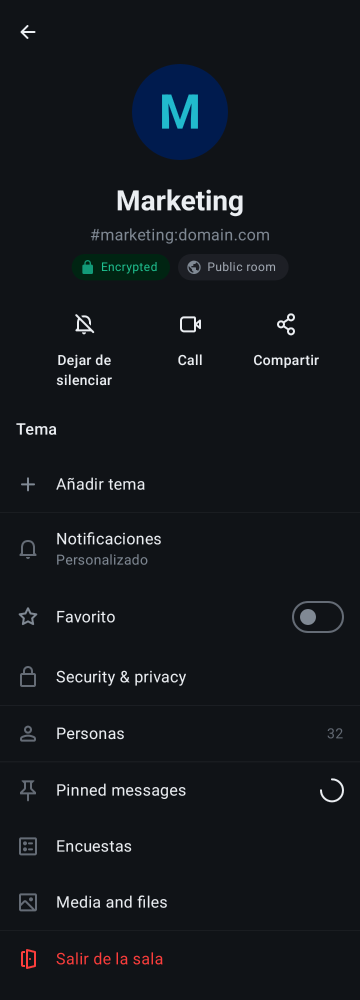 M
Marketing
#marketing:domain.com
Encrypted
Public room
Dejar de
silenciar
Call
Compartir
Tema
Añadir tema
Notificaciones
Personalizado
Favorito
Security & privacy
Personas
32
Pinned messages
Encuestas
Media and files
Salir de la sala